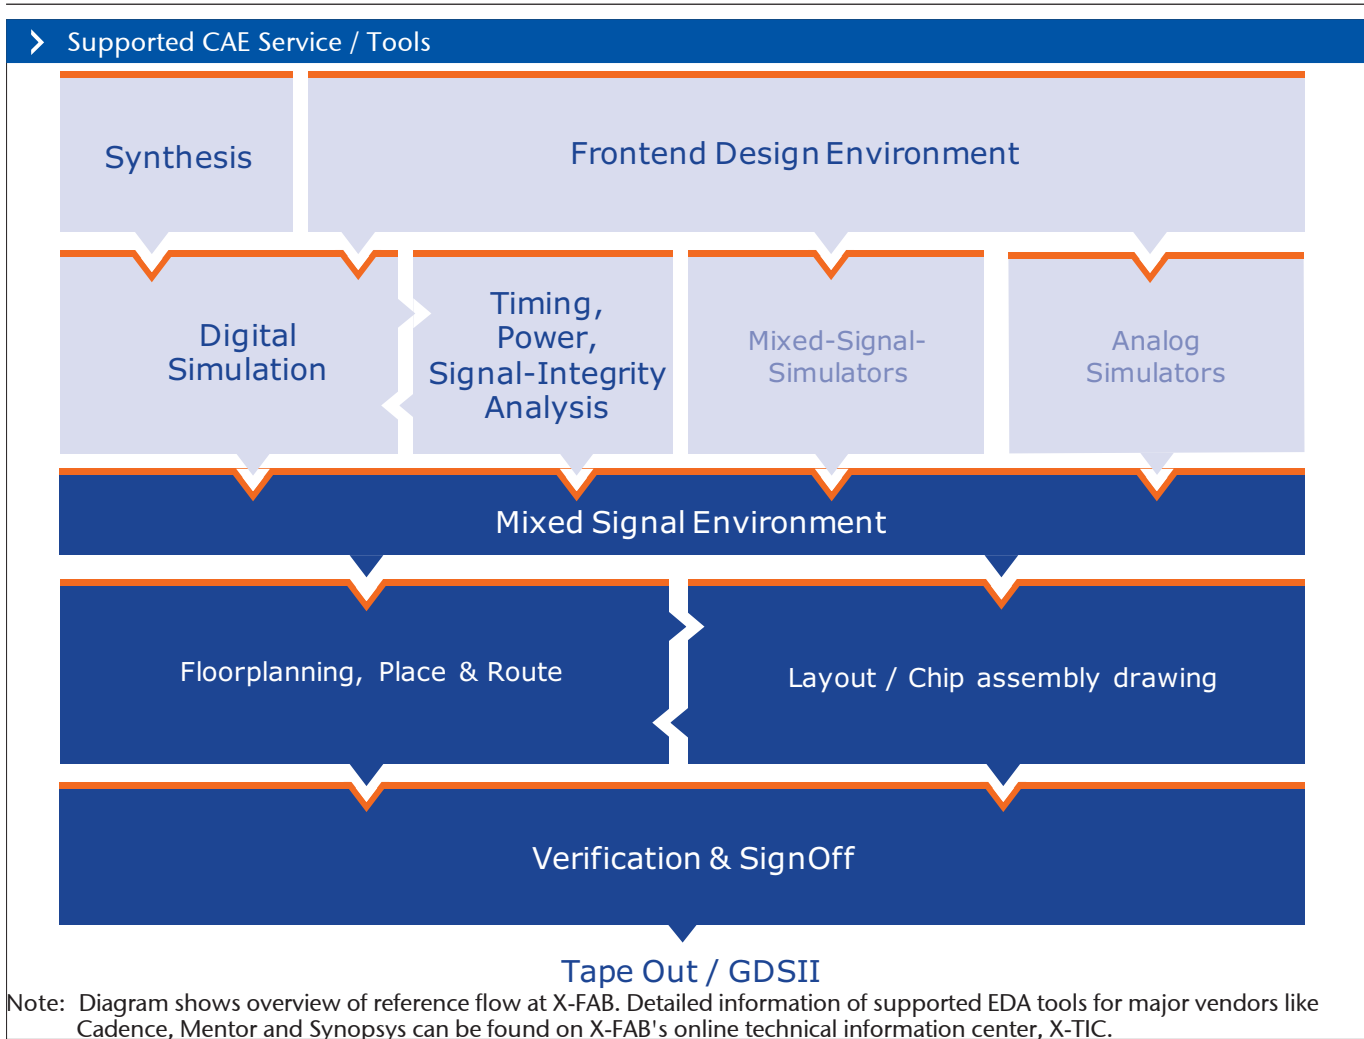 Supported CAE Service / Tools
Synthesis
Frontend Design Environment
Digital
Simulation
Timing,
Power,
Signal-Integrity
Analysis
Mixed-Signal-
Simulators
Analog
Simulators
Mixed Signal Environment
Floorplanning, Place & Route
Layout / Chip assembly drawing
Verification & SignOff
Tape Out / GDSII
Note: Diagram shows overview of reference flow at X-FAB. Detailed information of supported EDA tools for major vendors like
Cadence, Mentor and Synopsys can be found on X-FAB's online technical information center, X-TIC.